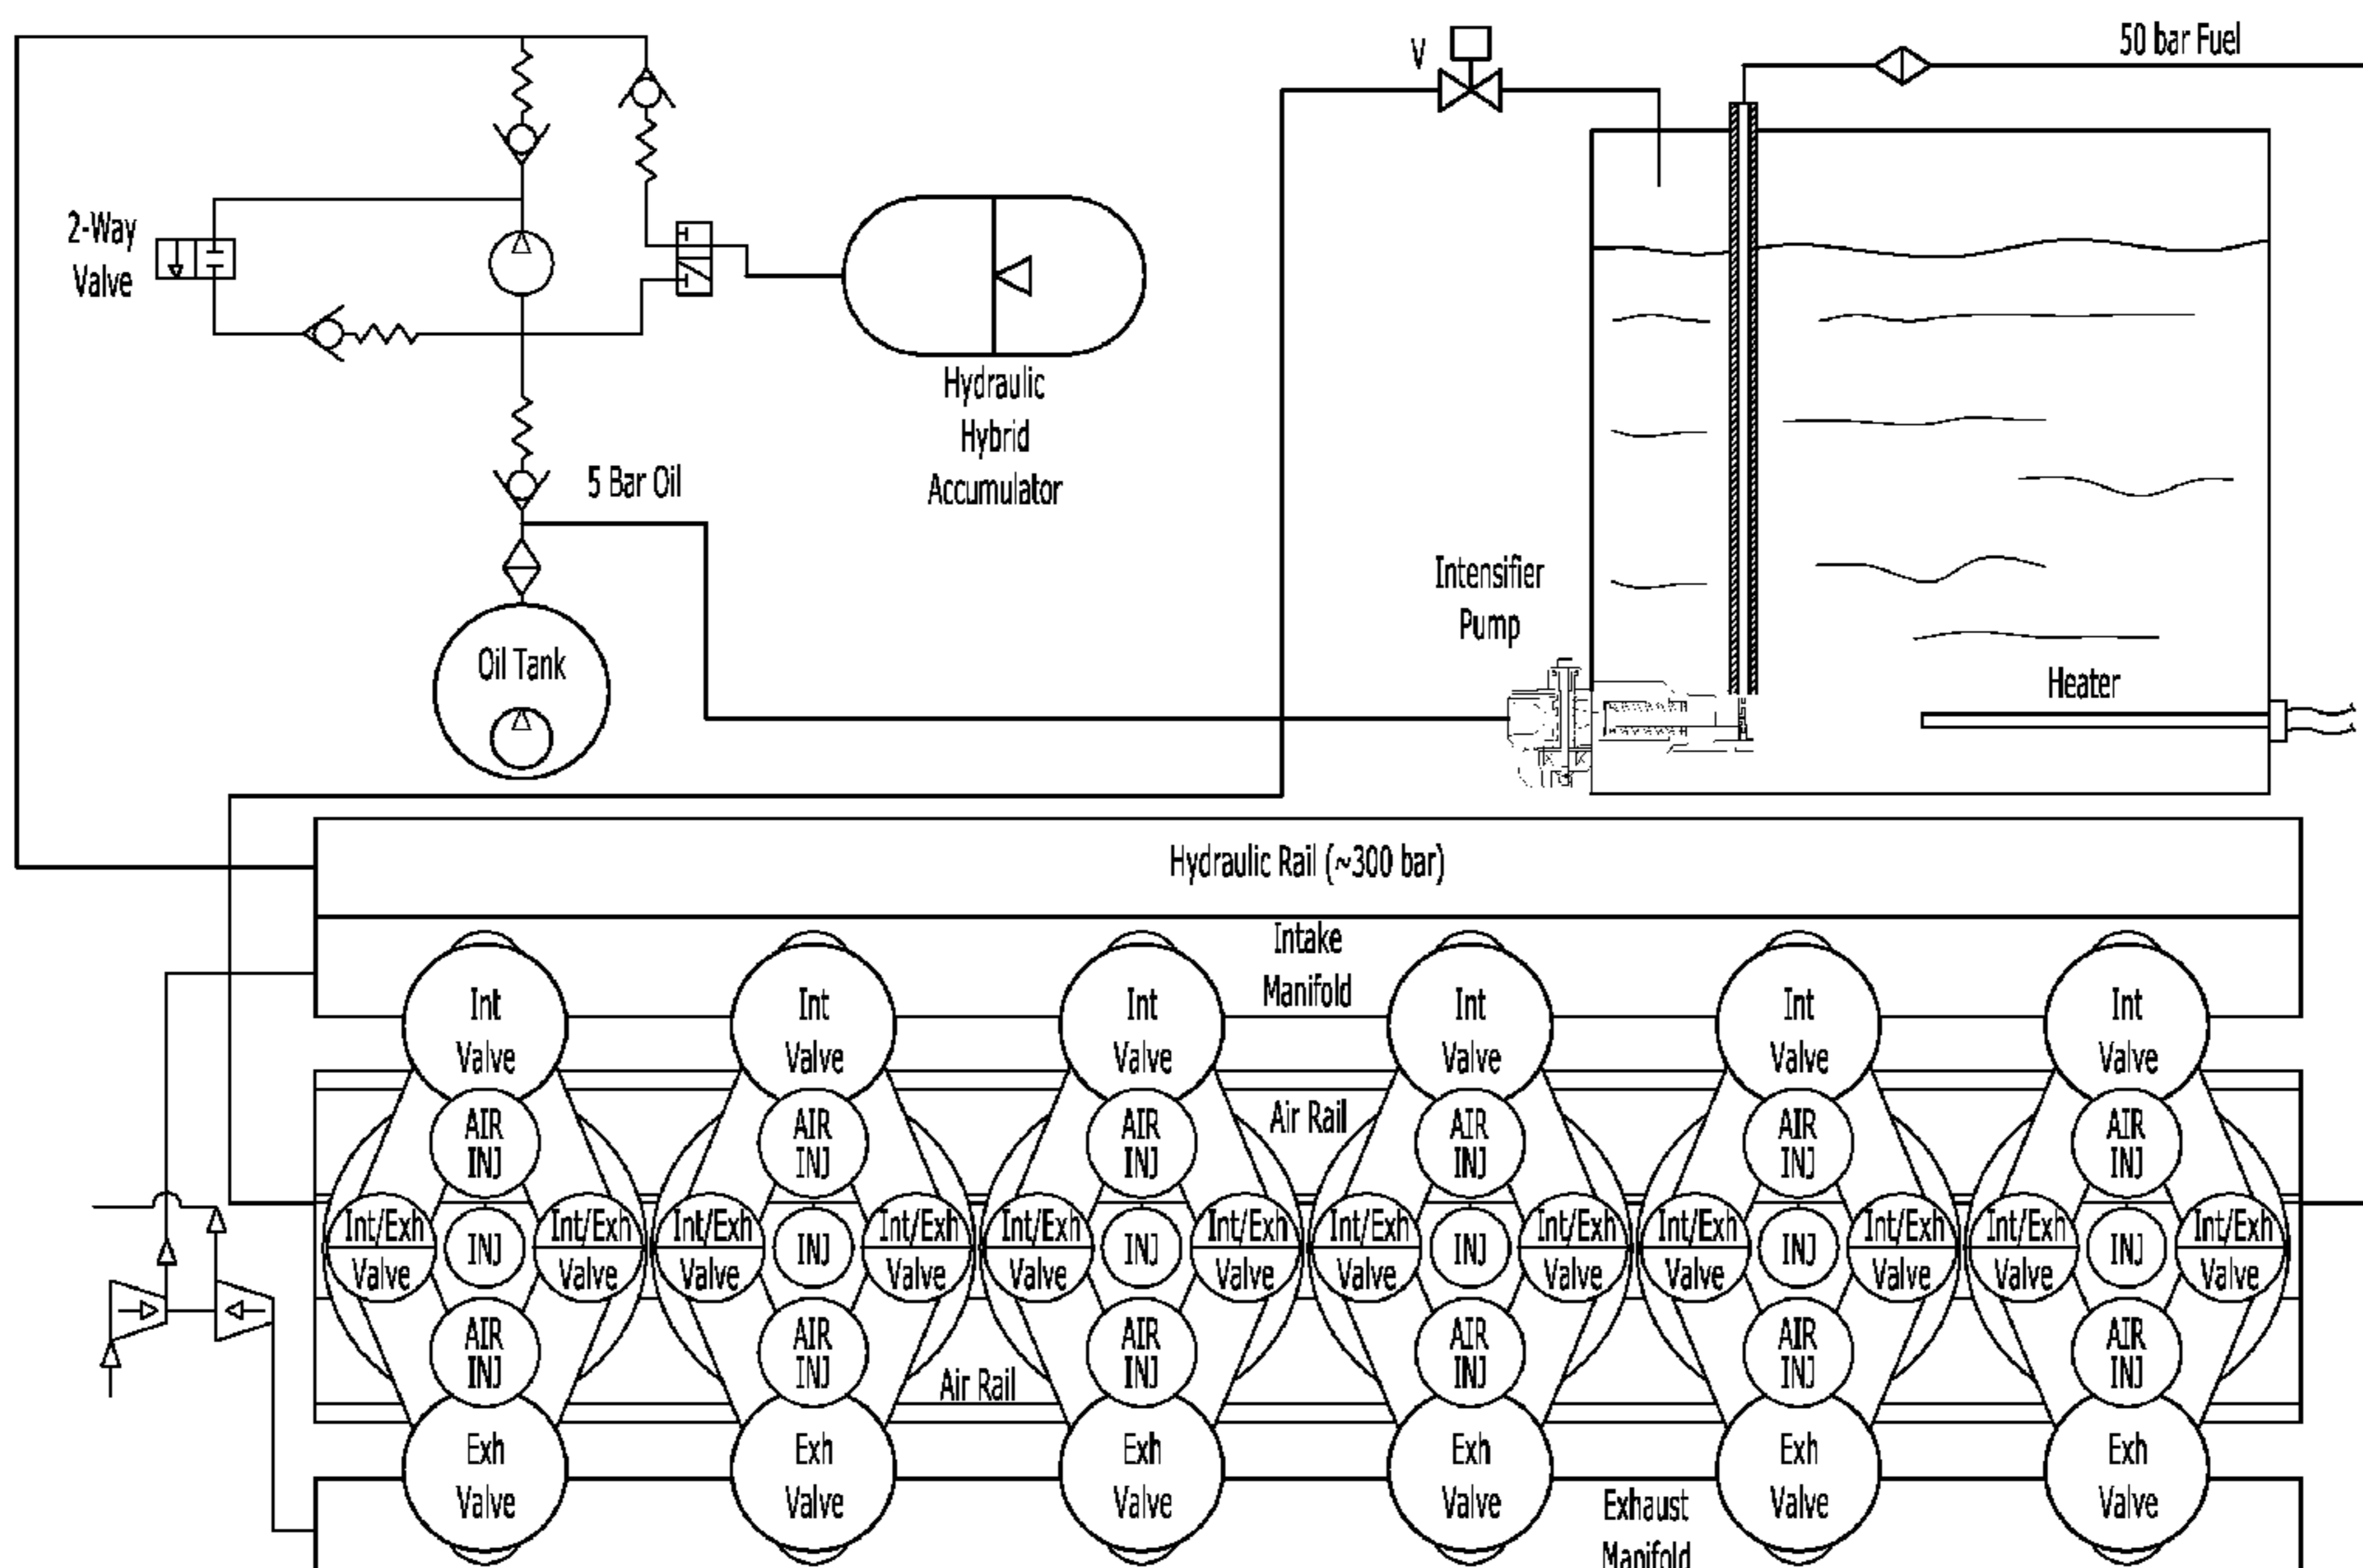 50 bar Fuel
V
2-Way
Valve
Hydraulic
Hybrid
Accumulator
5 Bar Oil
Intensifier
Pump
Oil Tank
Heater
Hydraulic Rail (~300 bar)
Intake
Manifold
Int Int Int Int Int Int
Valve Valve Valve Valve Valve Valve
Air Rail
AIR AIR AIR AIR AIR AIR
INJ INJ INJ INJ INJ INJ
Int/Exh Int/Exh Int/Exh Int/Exh Int/Exh Int/Exh Int/Exh Int/Exh Int/Exh Int/Exh Int/Exh Int/Exh
INJ INJ INJ INJ INJ INJ
Valve Valve Valve Valve Valve Valve Valve Valve Valve Valve Valve Valve
AIR AIR AIR AIR AIR AIR
INJ INJ INJ INJ INJ INJ
Air Rail
Exh Exh Exh Exh Exh Exh
Valve Valve Valve Valve Valve Valve
Exhaust
Manifold